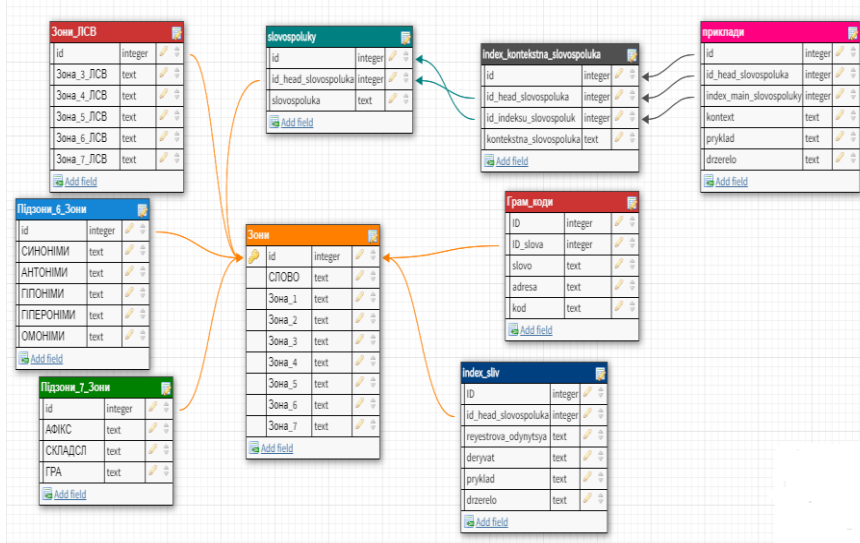 Зони_ЛСВ
id integer
Зона_3_ЛСВ text
Зона_4_ЛСВ text
Зона_5_ЛСВ text
Зона_6_ЛСВ text
Зона_7_ЛСВ text
Add field
slovospoluky
id integer
id_head_slovospoluka integer
slovospoluka text
Add field
index_kontekstna_slovospoluka
id integer
id_head_slovospoluka integer
id_indeksu_slovospoluk integer
kontekstna_slovospoluka text
Add field
приклади
id integer
id_head_slovospoluka integer
index_main_slovospoluky integer
kontext text
pryklad text
drzerelo text
Add field
Підзони_6_Зони
id integer
СИНОНІМИ text
АНТОНІМИ text
ГІПОНІМИ text
ГІПЕРОНІМИ text
ОМОНІМИ text
Add field
Зони
id integer
СЛОВО text
Зона_1 text
Зона_2 text
Зона_3 text
Зона_4 text
Зона_5 text
Зона_6 text
Зона_7 text
Add field
Грам_коди
ID integer
ID_slova integer
slovo text
adresa text
kod text
Add field
Підзони_7_Зони
id integer
АФІКС text
СКЛАДСЛ text
ГРА text
Add field
index_sliv
ID integer
id_head_slovospoluka integer
reyestrova_odynytsya text
deryvat text
pryklad text
drzerelo text
Add field